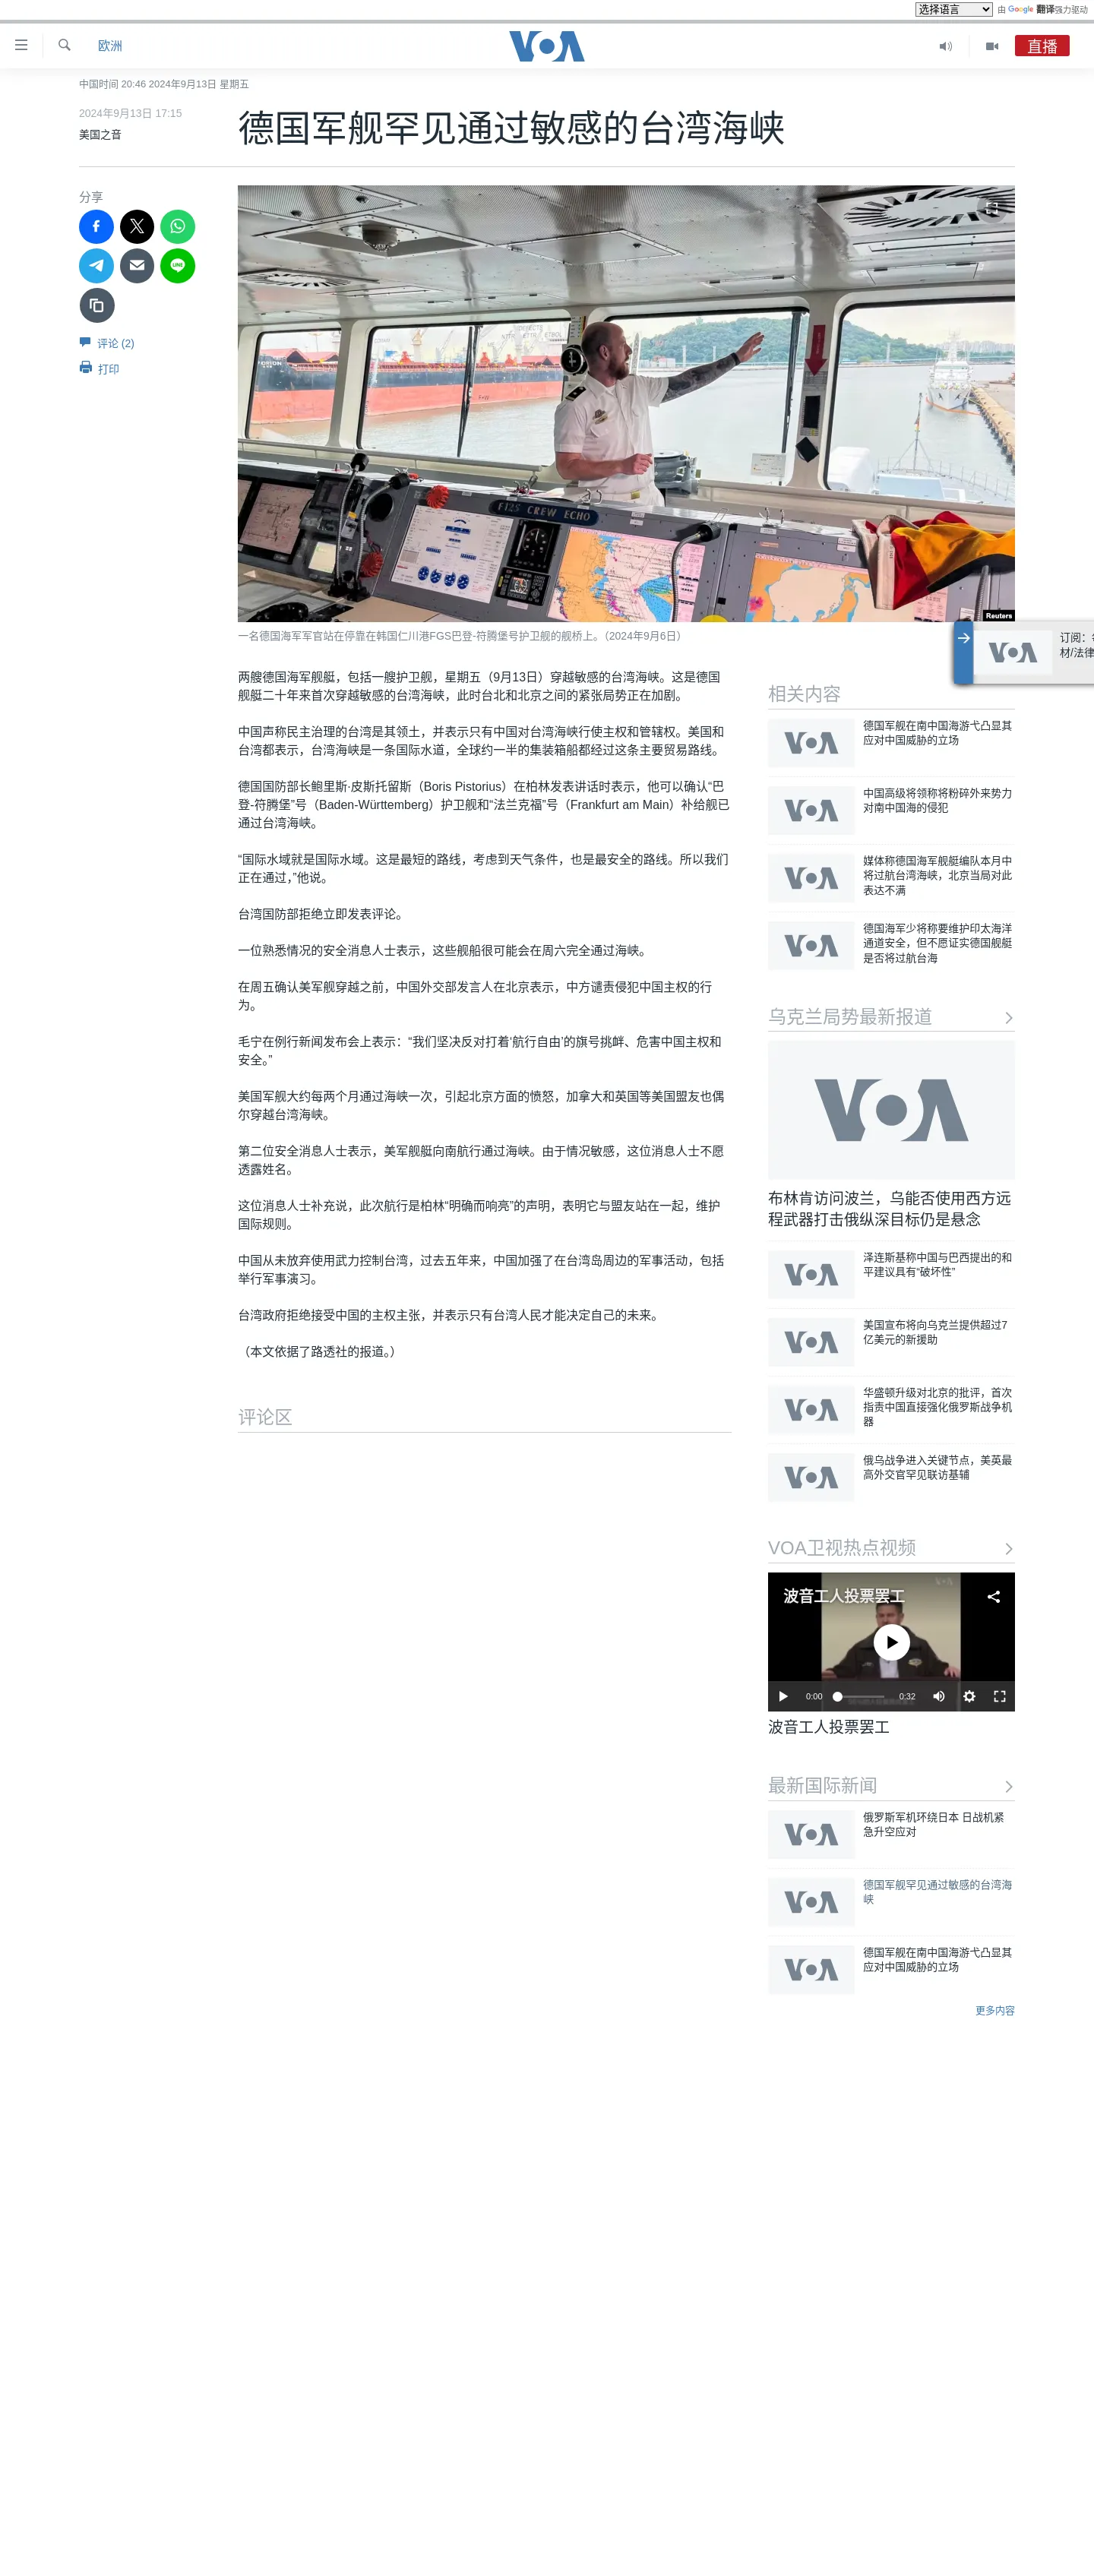 选择语言 由 Google 翻译强力驱动
欧洲
VOA
直播
中国时间 20:46 2024年9月13日 星期五
2024年9月13日 17:15
美国之音
德国军舰罕见通过敏感的台湾海峡
分享
评论 (2)
打印
F125 CREW ECHO
Reuters
一名德国海军军官站在停靠在韩国仁川港FGS巴登-符腾堡号护卫舰的舰桥上。（2024年9月6日）
两艘德国海军舰艇，包括一艘护卫舰，星期五（9月13日）穿越敏感的台湾海峡。这是德国
舰艇二十年来首次穿越敏感的台湾海峡，此时台北和北京之间的紧张局势正在加剧。
中国声称民主治理的台湾是其领土，并表示只有中国对台湾海峡行使主权和管辖权。美国和
台湾都表示，台湾海峡是一条国际水道，全球约一半的集装箱船都经过这条主要贸易路线。
德国国防部长鲍里斯·皮斯托留斯（Boris Pistorius）在柏林发表讲话时表示，他可以确认“巴
登-符腾堡”号（Baden-Württemberg）护卫舰和“法兰克福”号（Frankfurt am Main）补给舰已
通过台湾海峡。
“国际水域就是国际水域。这是最短的路线，考虑到天气条件，也是最安全的路线。所以我们
正在通过，”他说。
台湾国防部拒绝立即发表评论。
一位熟悉情况的安全消息人士表示，这些舰船很可能会在周六完全通过海峡。
在周五确认美军舰穿越之前，中国外交部发言人在北京表示，中方谴责侵犯中国主权的行
为。
毛宁在例行新闻发布会上表示：“我们坚决反对打着‘航行自由’的旗号挑衅、危害中国主权和
安全。”
美国军舰大约每两个月通过海峡一次，引起北京方面的愤怒，加拿大和英国等美国盟友也偶
尔穿越台湾海峡。
第二位安全消息人士表示，美军舰艇向南航行通过海峡。由于情况敏感，这位消息人士不愿
透露姓名。
这位消息人士补充说，此次航行是柏林“明确而响亮”的声明，表明它与盟友站在一起，维护
国际规则。
中国从未放弃使用武力控制台湾，过去五年来，中国加强了在台湾岛周边的军事活动，包括
举行军事演习。
台湾政府拒绝接受中国的主权主张，并表示只有台湾人民才能决定自己的未来。
（本文依据了路透社的报道。）
评论区
VOA
订阅：
材/法律
相关内容
VOA
德国军舰在南中国海游弋凸显其
应对中国威胁的立场
VOA
中国高级将领称将粉碎外来势力
对南中国海的侵犯
VOA
媒体称德国海军舰艇编队本月中
将过航台湾海峡，北京当局对此
表达不满
VOA
德国海军少将称要维护印太海洋
通道安全，但不愿证实德国舰艇
是否将过航台海
乌克兰局势最新报道
VOA
布林肯访问波兰，乌能否使用西方远
程武器打击俄纵深目标仍是悬念
VOA
泽连斯基称中国与巴西提出的和
平建议具有“破坏性”
VOA
美国宣布将向乌克兰提供超过7
亿美元的新援助
VOA
华盛顿升级对北京的批评，首次
指责中国直接强化俄罗斯战争机
器
VOA
俄乌战争进入关键节点，美英最
高外交官罕见联访基辅
VOA卫视热点视频
波音工人投票罢工
0:00 0:32
波音工人投票罢工
最新国际新闻
VOA
俄罗斯军机环绕日本 日战机紧
急升空应对
VOA
德国军舰罕见通过敏感的台湾海
峡
VOA
德国军舰在南中国海游弋凸显其
应对中国威胁的立场
更多内容